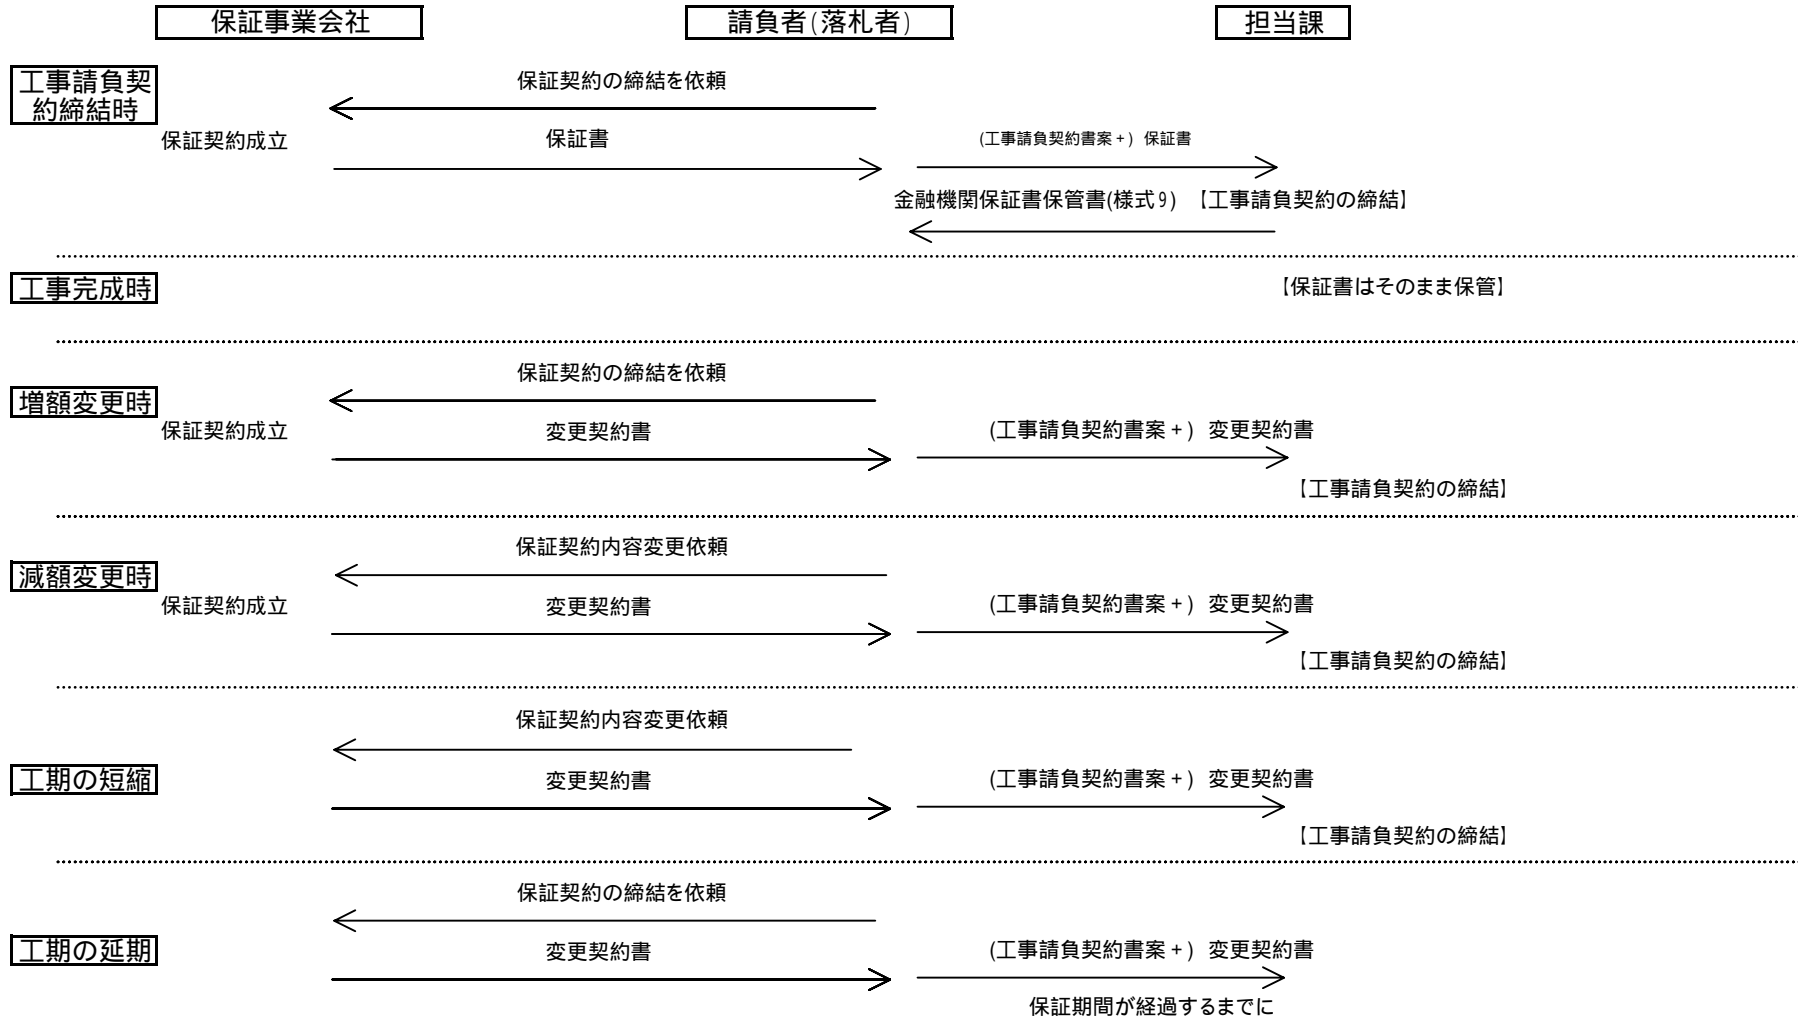 保証事業会社
請負者(落札者)
担当課
工事請負契
約締結時
保証契約の締結を依頼
保証契約成立
保証書
(工事請負契約書案+) 保証書
金融機関保証書保管書(様式9) 【工事請負契約の締結】
工事完成時
【保証書はそのまま保管】
増額変更時
保証契約の締結を依頼
保証契約成立
変更契約書
(工事請負契約書案+) 変更契約書
【工事請負契約の締結】
減額変更時
保証契約内容変更依頼
保証契約成立
変更契約書
(工事請負契約書案+) 変更契約書
【工事請負契約の締結】
工期の短縮
保証契約内容変更依頼
変更契約書
(工事請負契約書案+) 変更契約書
【工事請負契約の締結】
工期の延期
保証契約の締結を依頼
変更契約書
(工事請負契約書案+) 変更契約書
保証期間が経過するまでに